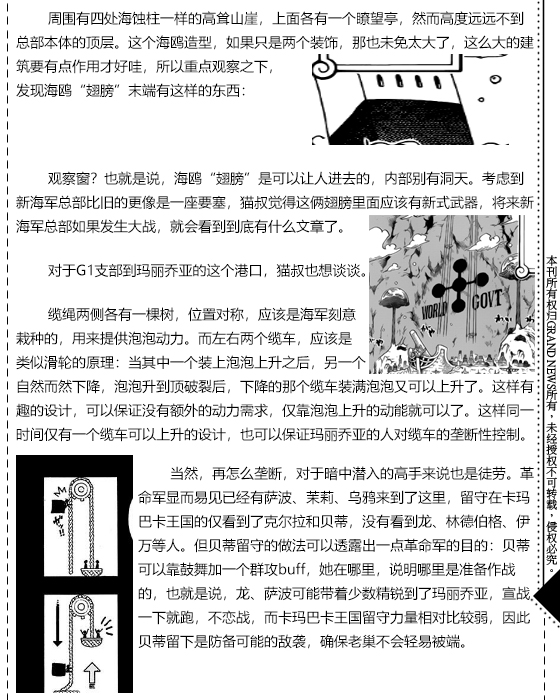 周围有四处海蚀柱一样的高耸山崖，上面各有一个瞭望亭，然而高度远远不到
总部本体的顶层。这个海鸥造型，如果只是两个装饰，那也未免太大了，这么大的建
筑要有点作用才好哇，所以重点观察之下，
发现海鸥“翅膀”末端有这样的东西：
观察窗？也就是说，海鸥“翅膀”是可以让人进去的，内部别有洞天。考虑到
新海军总部比旧的更像是一座要塞，猫叔觉得这俩翅膀里面应该有新式武器，将来新
海军总部如果发生大战，就会看到到底有什么文章了。
对于G1支部到玛丽乔亚的这个港口，猫叔也想谈谈。
WORLD GOVT
缆绳两侧各有一棵树，位置对称，应该是海军刻意
栽种的，用来提供泡泡动力。而左右两个缆车，应该是
类似滑轮的原理：当其中一个装上泡泡上升之后，另一个
自然而然下降，泡泡升到顶破裂后，下降的那个缆车装满泡泡又可以上升了。这样有
趣的设计，可以保证没有额外的动力需求，仅靠泡泡上升的动能就可以了。这样同一
时间仅有一个缆车可以上升的设计，也可以保证玛丽乔亚的人对缆车的垄断性控制。
当然，再怎么垄断，对于暗中潜入的高手来说也是徒劳。革
命军显而易见已经有萨波、茉莉、乌鸦来到了这里，留守在卡玛
巴卡王国的仅看到了克尔拉和贝蒂，没有看到龙、林德伯格、伊
万等人。但贝蒂留守的做法可以透露出一点革命军的目的：贝蒂
可以靠鼓舞加一个群攻buff，她在哪里，说明哪里是准备作战
的，也就是说，龙、萨波可能带着少数精锐到了玛丽乔亚，宣战
一下就跑，不恋战，而卡玛巴卡王国留守力量相对比较弱，因此
贝蒂留下是防备可能的敌袭，确保老巢不会轻易被端。
本刊所有权归GRAND NEWS所有，未经授权不可转载，侵权必究。